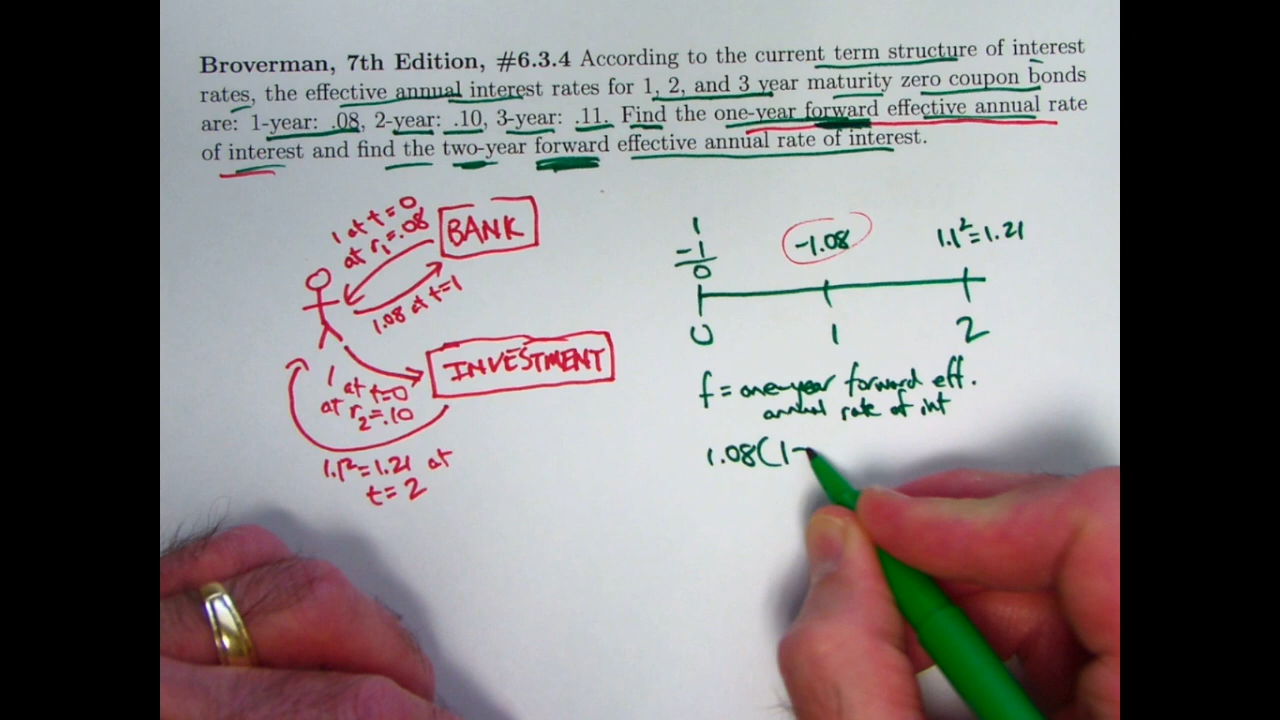 Broverman, 7th Edition, #6.3.4 According to the current term structure of interest
rates, the effective annual interest rates for 1, 2, and 3 year maturity zero coupon bonds
are: 1-year: .08, 2-year: .10, 3-year: .11. Find the one-year forward effective annual rate
of interest and find the two-year forward effective annual rate of interest.
1 at t=0
at r₁=.08
BANK
1.08 at t=1
INVESTMENT
1 at t=0
at r₂=.10
1.1²=1.21 at
t=2
1
-1
0
-1.08
1.1²=1.21
0 1 2
f = one-year forward eff.
annual rate of int
1.08(1-